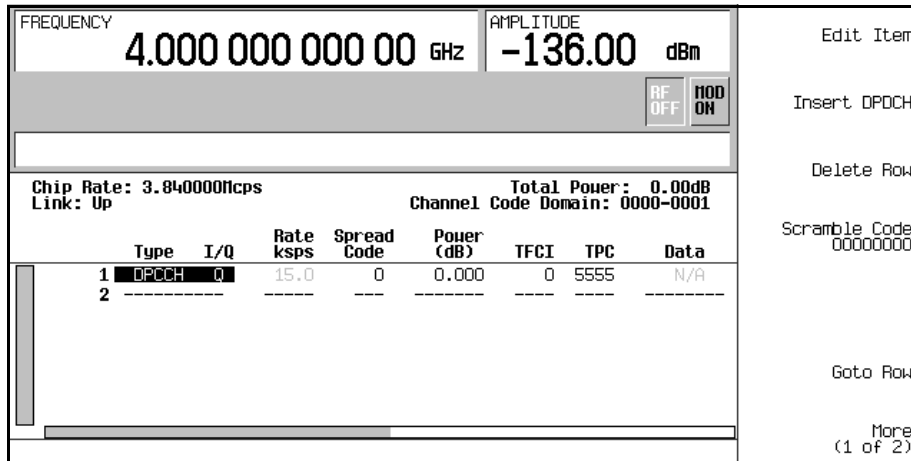 FREQUENCY
4.000 000 000 00 GHz
AMPLITUDE
-136.00 dBm
RF OFF
MOD ON
Chip Rate: 3.840000Mcps
Link: Up
Total Power: 0.00dB
Channel Code Domain: 0000-0001
Type I/Q Rate ksps Spread Code Power (dB) TFCI TPC Data
1 DPCCH Q 15.0 0 0.000 0 5555 N/A
2 ---------- ----- --- ------- ---- ---- --------
Edit Item
Insert DPDCH
Delete Row
Scramble Code
00000000
Goto Row
More
(1 of 2)